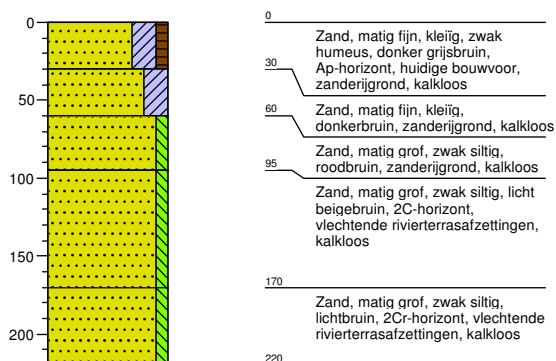 0
50
100
150
200
0
Zand, matig fijn, kleiïg, zwak
humeus, donker grijsbruin,
Ap-horizont, huidige bouwvoor,
zanderijgrond, kalkloos
30
60
Zand, matig fijn, kleiïg,
donkerbruin, zanderijgrond, kalkloos
Zand, matig grof, zwak siltig,
roodbruin, zanderijgrond, kalkloos
95
Zand, matig grof, zwak siltig, licht
beigebruin, 2C-horizont,
vlechtende rivierterrasafzettingen,
kalkloos
170
Zand, matig grof, zwak siltig,
lichtbruin, 2Cr-horizont, vlechtende
rivierterrasafzettingen, kalkloos
220